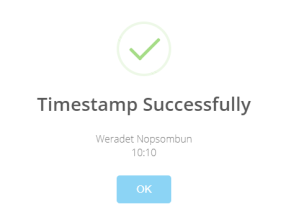 Timestamp Successfully
Weradet Nopsombun
10:10
OK